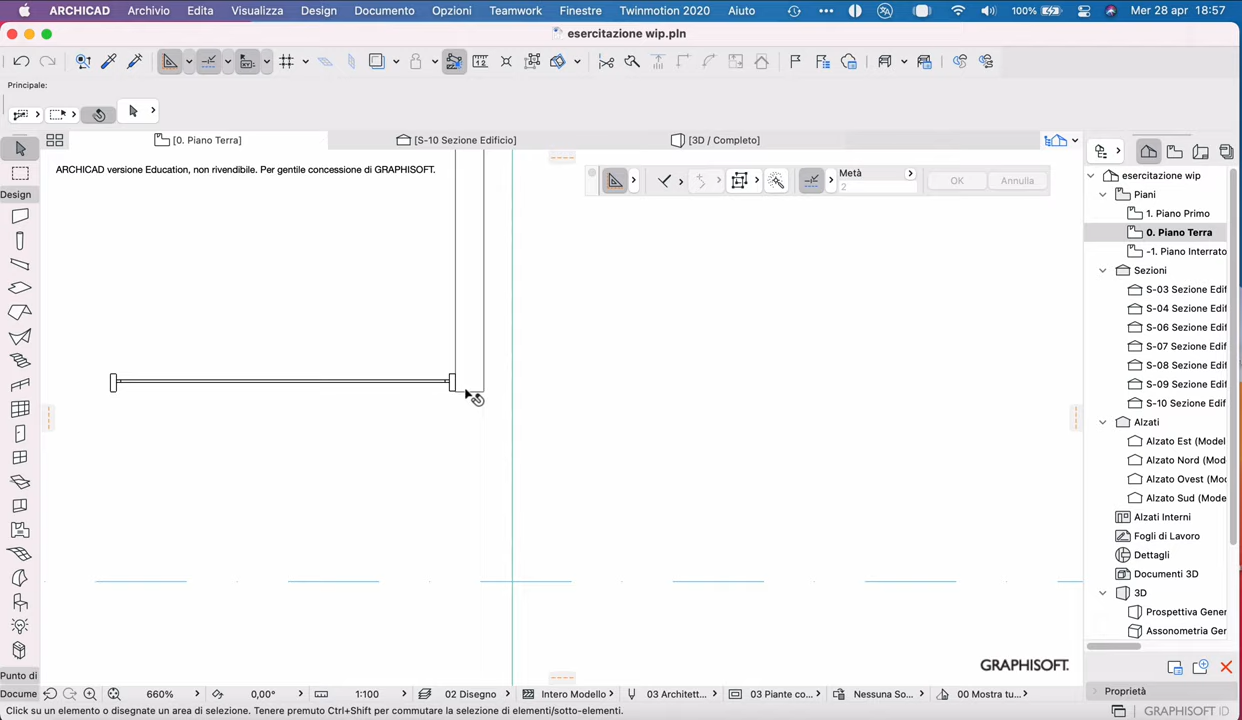 ARCHICAD Archivio Edita Visualizza Design Documento Opzioni Teamwork Finestre Twinmotion 2020 Aiuto 100% Mer 28 apr 18:57
esercitazione wip.pln
Principale:
[0. Piano Terra] [S-10 Sezione Edificio] [3D / Completo]
ARCHICAD versione Education, non rivendibile. Per gentile concessione di GRAPHISOFT.
Metà
2
OK
Annulla
Design
Punto di
Docume
esercitazione wip
Piani
1. Piano Primo
0. Piano Terra
-1. Piano Interrato
Sezioni
S-03 Sezione Edif
S-04 Sezione Edif
S-06 Sezione Edif
S-07 Sezione Edif
S-08 Sezione Edif
S-09 Sezione Edif
S-10 Sezione Edif
Alzati
Alzato Est (Model
Alzato Nord (Mode
Alzato Ovest (Moc
Alzato Sud (Mode
Alzati Interni
Fogli di Lavoro
Dettagli
Documenti 3D
3D
Prospettiva Gener
Assonometria Ger
Proprietà
GRAPHISOFT.
660% 0,00° 1:100 02 Disegno Intero Modello 03 Architett... 03 Piante co... Nessuna So... 00 Mostra tu...
Click su un elemento o disegnate un area di selezione. Tenere premuto Ctrl+Shift per commutare la selezione di elementi/sotto-elementi.
GRAPHISOFT ID